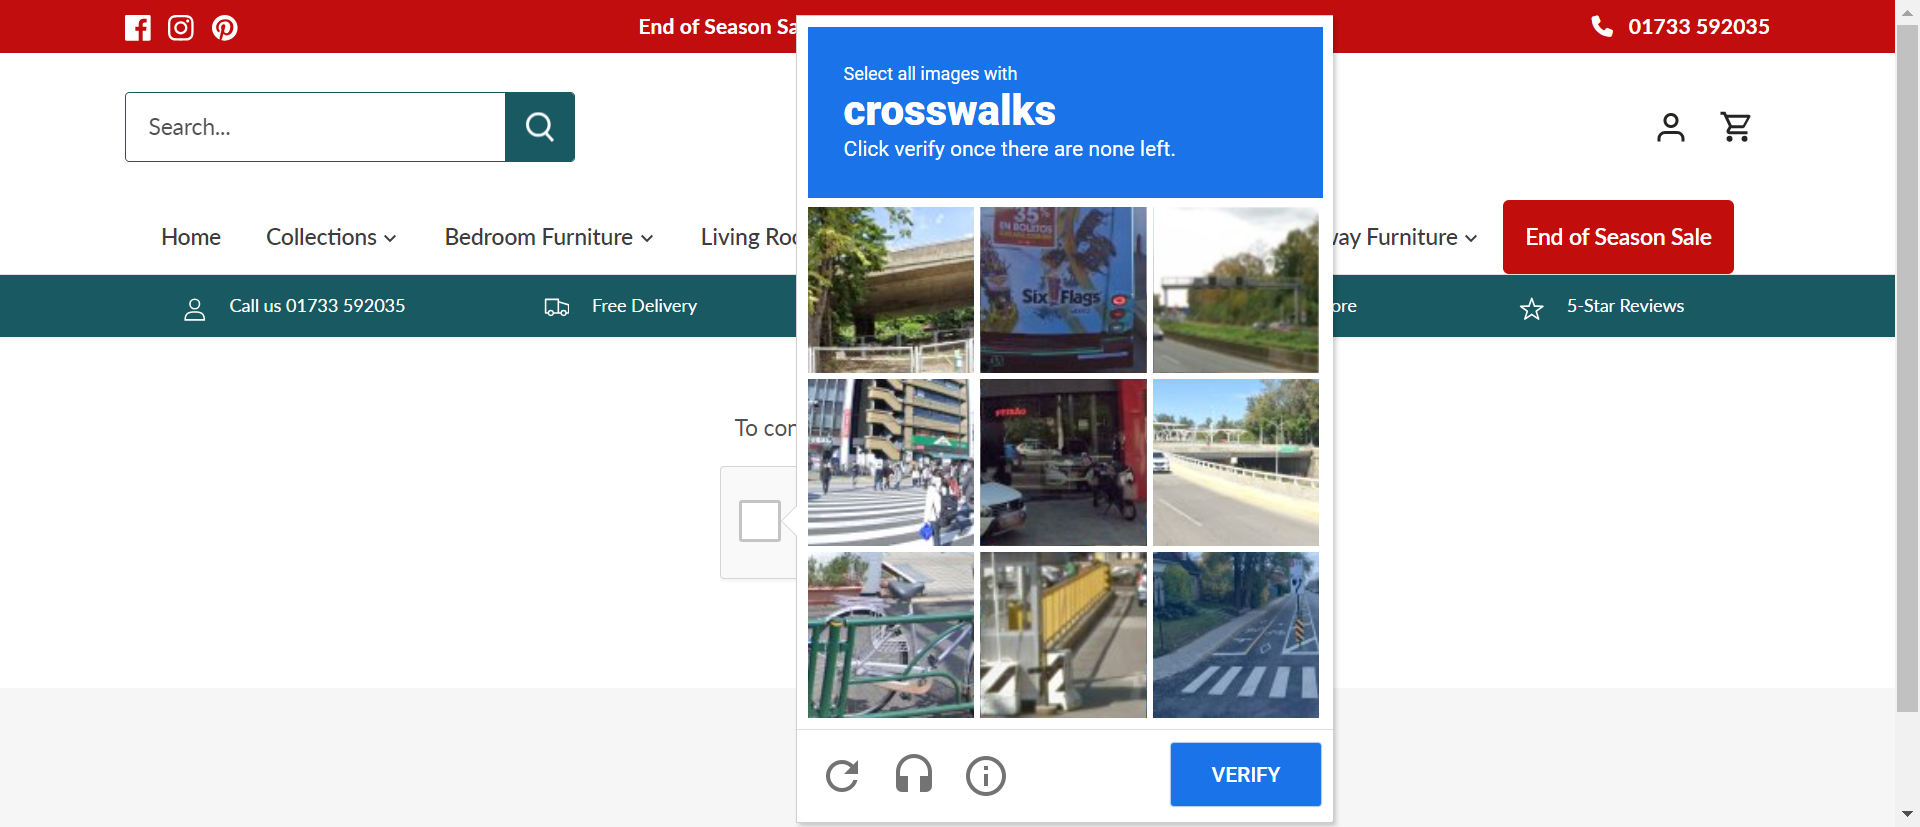 End of Season Sa
01733 592035
Search...
Home
Collections
Bedroom Furniture
Living Roo
way Furniture
End of Season Sale
Call us 01733 592035
Free Delivery
ore
5-Star Reviews
To con
Select all images with
crosswalks
Click verify once there are none left.
35%
EN BOLETOS
Six Flags
VERIFY